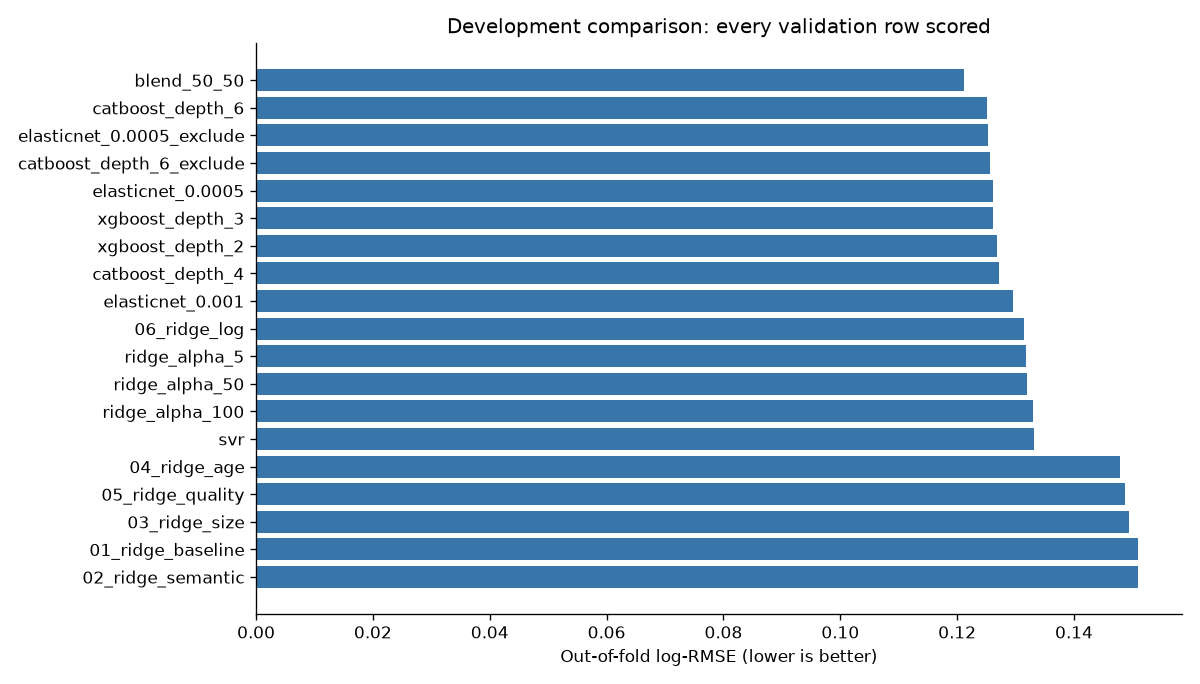 Development comparison: every validation row scored
blend_50_50
catboost_depth_6
elasticnet_0.0005_exclude
catboost_depth_6_exclude
elasticnet_0.0005
xgboost_depth_3
xgboost_depth_2
catboost_depth_4
elasticnet_0.001
06_ridge_log
ridge_alpha_5
ridge_alpha_50
ridge_alpha_100
svr
04_ridge_age
05_ridge_quality
03_ridge_size
01_ridge_baseline
02_ridge_semantic
0.00 0.02 0.04 0.06 0.08 0.10 0.12 0.14
Out-of-fold log-RMSE (lower is better)